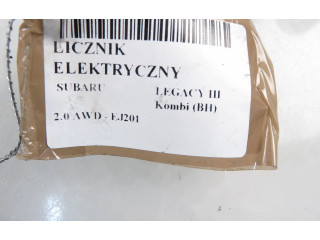 LICZNIK
ELEKTRYCZNY
SUBARU LEGACY III
Kombi (BH)
2.0 AWD - EJ201